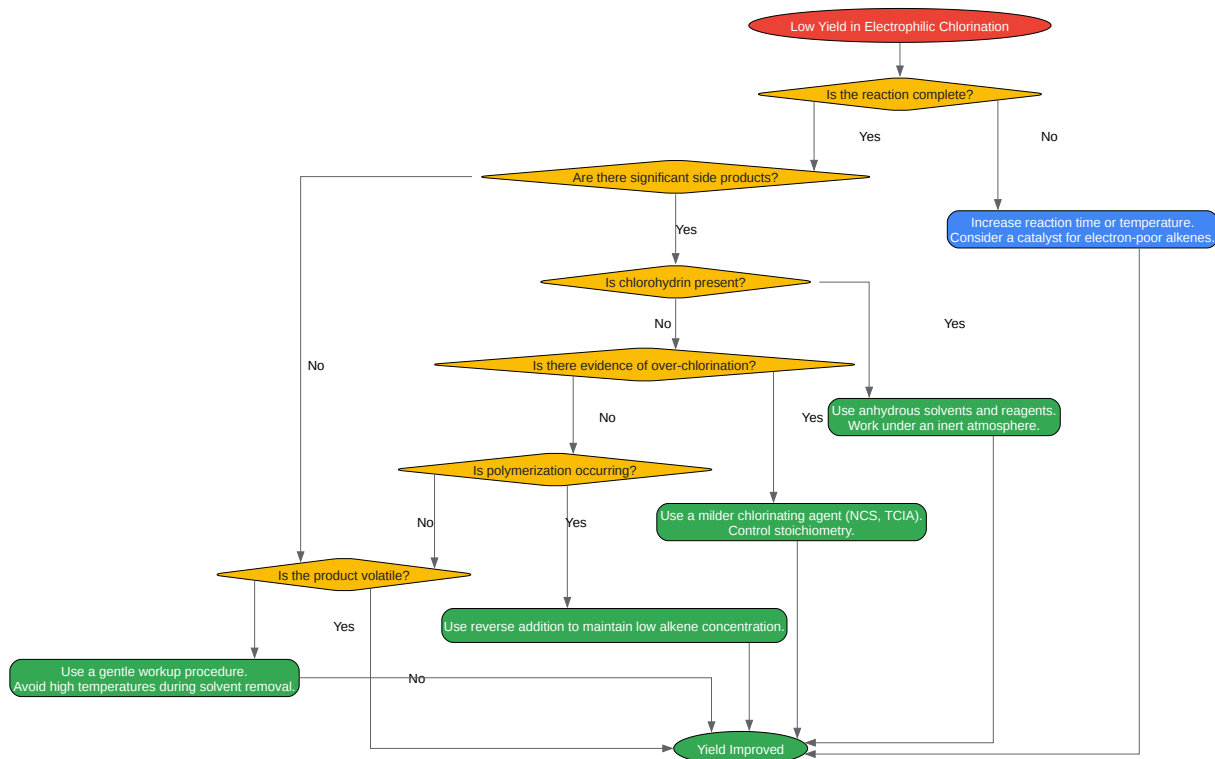 Low Yield in Electrophilic Chlorination
Is the reaction complete?
Yes
No
Are there significant side products?
Increase reaction time or temperature.
Consider a catalyst for electron-poor alkenes.
Yes
Is chlorohydrin present?
No
Yes
Is there evidence of over-chlorination?
No
No
Yes
Use anhydrous solvents and reagents.
Work under an inert atmosphere.
Is polymerization occurring?
No
Yes
Use a milder chlorinating agent (NCS, TCIA).
Control stoichiometry.
Is the product volatile?
Yes
Use reverse addition to maintain low alkene concentration.
Use a gentle workup procedure.
Avoid high temperatures during solvent removal.
No
Yield Improved